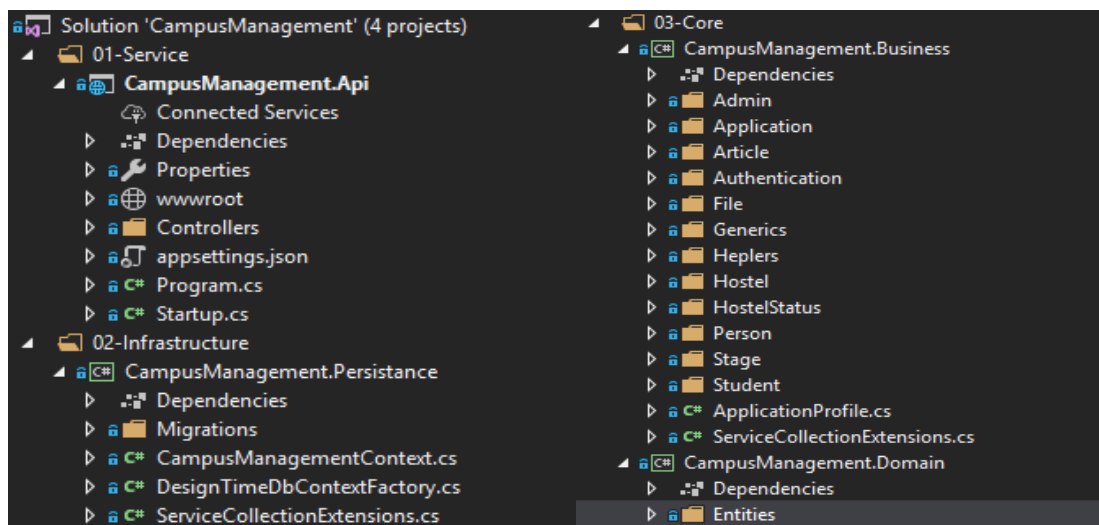 Solution 'CampusManagement' (4 projects)
01-Service
CampusManagement.Api
Connected Services
Dependencies
Properties
wwwroot
Controllers
appsettings.json
C# Program.cs
C# Startup.cs
02-Infrastructure
C# CampusManagement.Persistance
Dependencies
Migrations
C# CampusManagementContext.cs
C# DesignTimeDbContextFactory.cs
C# ServiceCollectionExtensions.cs
03-Core
C# CampusManagement.Business
Dependencies
Admin
Application
Article
Authentication
File
Generics
Heplers
Hostel
HostelStatus
Person
Stage
Student
C# ApplicationProfile.cs
C# ServiceCollectionExtensions.cs
C# CampusManagement.Domain
Dependencies
Entities